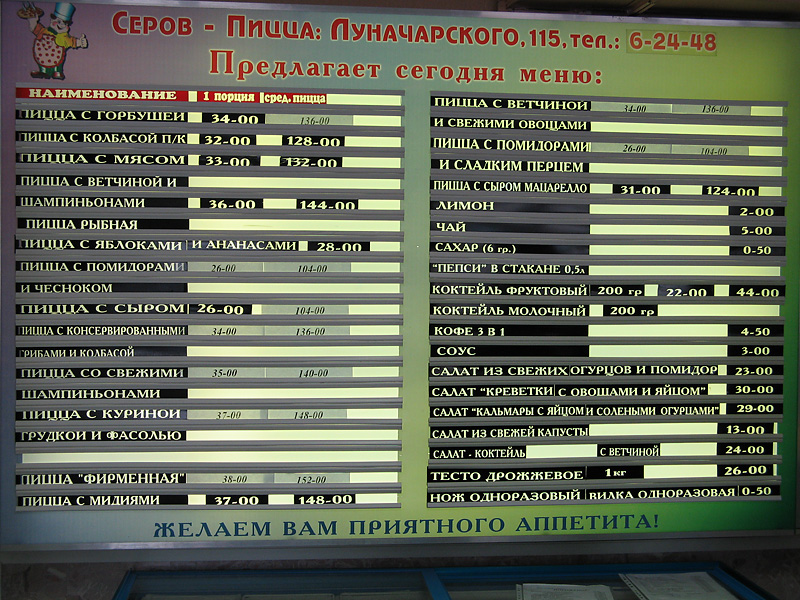 Серов - Пицца: Луначарского, 115, тел.: 6-24-48
Предлагает сегодня меню:
НАИМЕНОВАНИЕ 1 порция сред. пицца
ПИЦЦА С ГОРБУШЕЙ 34-00 136-00
ПИЦЦА С КОЛБАСОЙ П/К 32-00 128-00
ПИЦЦА С МЯСОМ 33-00 132-00
ПИЦЦА С ВЕТЧИНОЙ И
ШАМПИНЬОНАМИ 36-00 144-00
ПИЦЦА РЫБНАЯ
ПИЦЦА С ЯБЛОКАМИ И АНАНАСАМИ 28-00
ПИЦЦА С ПОМИДОРАМИ 26-00 104-00
И ЧЕСНОКОМ
ПИЦЦА С СЫРОМ 26-00 104-00
ПИЦЦА С КОНСЕРВИРОВАННЫМИ 34-00 136-00
ГРИБАМИ И КОЛБАСОЙ
ПИЦЦА СО СВЕЖИМИ 35-00 140-00
ШАМПИНЬОНАМИ
ПИЦЦА С КУРИНОЙ 37-00 148-00
ГРУДКОЙ И ФАСОЛЬЮ
ПИЦЦА "ФИРМЕННАЯ" 38-00 152-00
ПИЦЦА С МИДИЯМИ 37-00 148-00
ПИЦЦА С ВЕТЧИНОЙ 34-00 136-00
И СВЕЖИМИ ОВОЩАМИ
ПИЦЦА С ПОМИДОРАМИ 26-00 104-00
И СЛАДКИМ ПЕРЦЕМ
ПИЦЦА С СЫРОМ МАЦАРЕЛЛО 31-00 124-00
ЛИМОН 2-00
ЧАЙ 5-00
САХАР (6 гр.) 0-50
"ПЕПСИ" В СТАКАНЕ 0,5л
КОКТЕЙЛЬ ФРУКТОВЫЙ 200 гр 22-00 44-00
КОКТЕЙЛЬ МОЛОЧНЫЙ 200 гр
КОФЕ 3 В 1 4-50
СОУС 3-00
САЛАТ ИЗ СВЕЖИХ ОГУРЦОВ И ПОМИДОР 23-00
САЛАТ "КРЕВЕТКИ С ОВОЩАМИ И ЯЙЦОМ" 30-00
САЛАТ "КАЛЬМАРЫ С ЯЙЦОМ И СОЛЕНЫМИ ОГУРЦАМИ" 29-00
САЛАТ ИЗ СВЕЖЕЙ КАПУСТЫ 13-00
САЛАТ - КОКТЕЙЛЬ С ВЕТЧИНОЙ 24-00
ТЕСТО ДРОЖЖЕВОЕ 1 кг 26-00
НОЖ ОДНОРАЗОВЫЙ ВИЛКА ОДНОРАЗОВАЯ 0-50
ЖЕЛАЕМ ВАМ ПРИЯТНОГО АППЕТИТА!